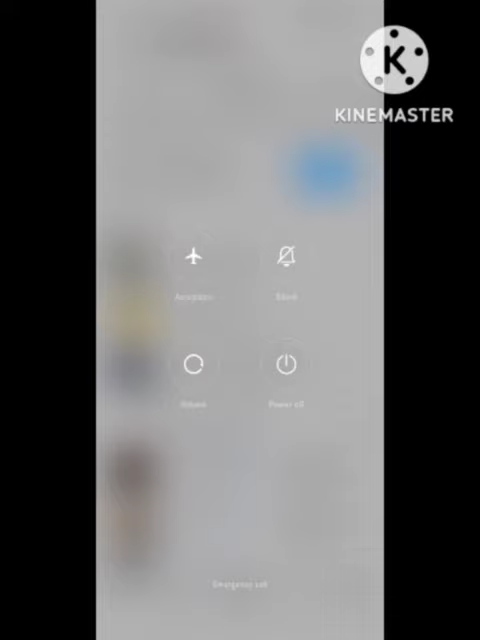 K
KINEMASTER
Aeroplane
Silent
Reboot
Power off
Emergency call